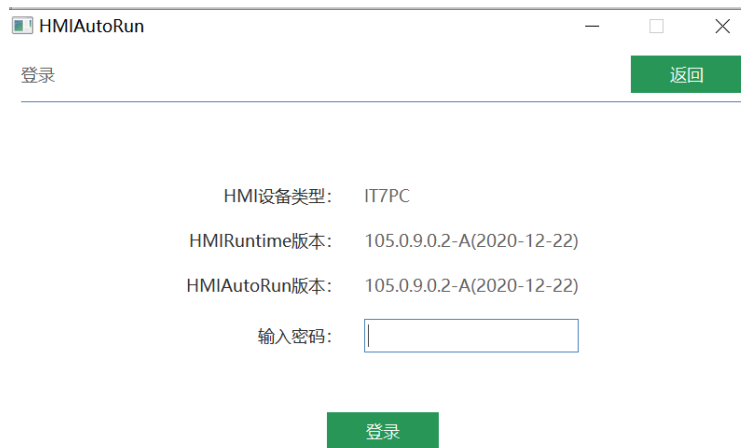 HMIAutoRun
登录 返回
HMI设备类型： IT7PC
HMIRuntime版本： 105.0.9.0.2-A(2020-12-22)
HMIAutoRun版本： 105.0.9.0.2-A(2020-12-22)
输入密码：
登录